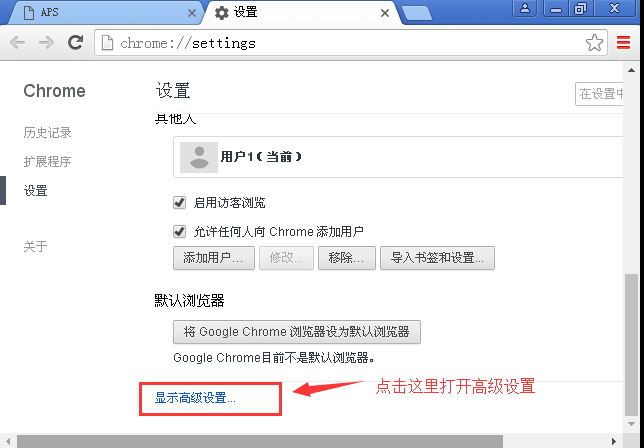 APS
设置
chrome://settings
Chrome
设置
在设置中
历史记录
扩展程序
设置
关于
其他人
用户1（当前）
启用访客浏览
允许任何人向 Chrome 添加用户
添加用户...
修改...
移除...
导入书签和设置...
默认浏览器
将 Google Chrome 浏览器设为默认浏览器
Google Chrome目前不是默认浏览器。
显示高级设置...
点击这里打开高级设置